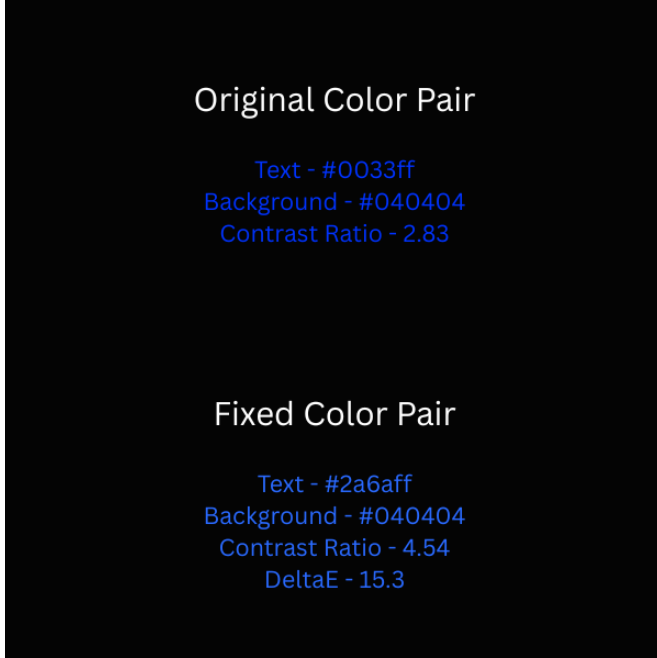 Original Color Pair
Text - #0033ff
Background - #040404
Contrast Ratio - 2.83
Fixed Color Pair
Text - #2a6aff
Background - #040404
Contrast Ratio - 4.54
DeltaE - 15.3